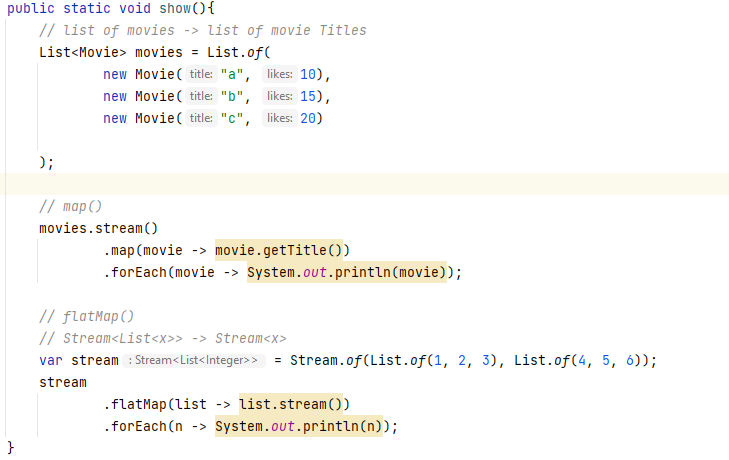 public static void show(){
    // list of movies -> list of movie Titles
    List<Movie> movies = List.of(
            new Movie( title: "a", likes: 10),
            new Movie( title: "b", likes: 15),
            new Movie( title: "c", likes: 20)

    );

    // map()
    movies.stream()
            .map(movie -> movie.getTitle())
            .forEach(movie -> System.out.println(movie));

    // flatMap()
    // Stream<List<x>> -> Stream<x>
    var stream : Stream<List<Integer>> = Stream.of(List.of(1, 2, 3), List.of(4, 5, 6));
    stream
            .flatMap(list -> list.stream())
            .forEach(n -> System.out.println(n));
}